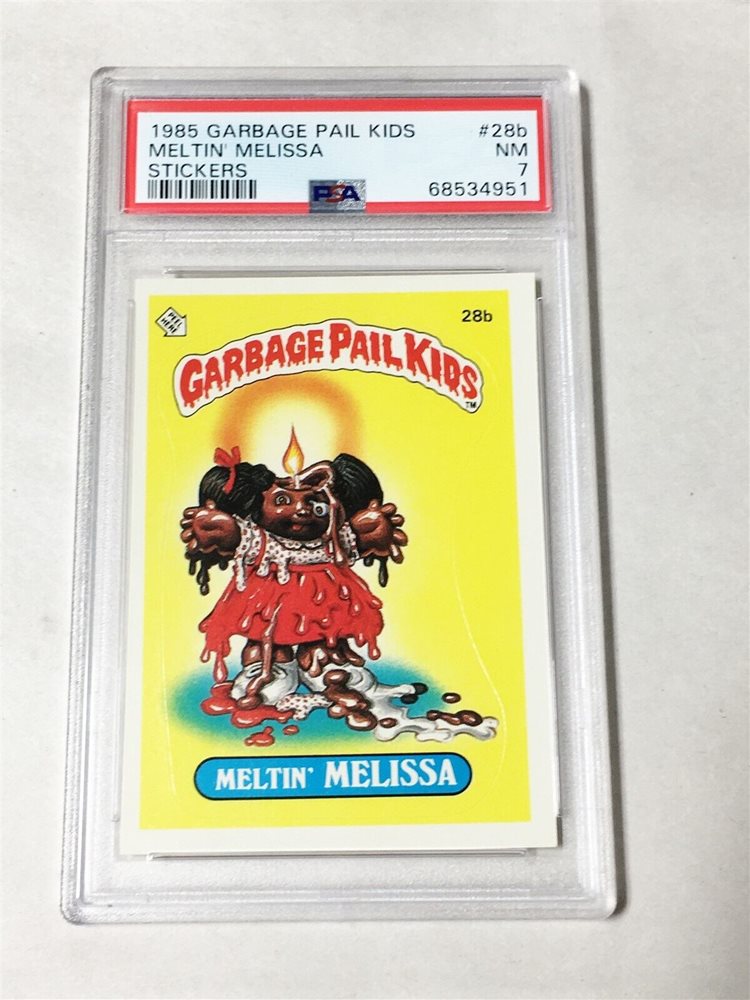 1985 GARBAGE PAIL KIDS #28b
MELTIN' MELISSA NM
STICKERS 7
PSA 68534951
PEEL HERE
28b
GARBAGE PAIL KIDS
TM
MELTIN' MELISSA